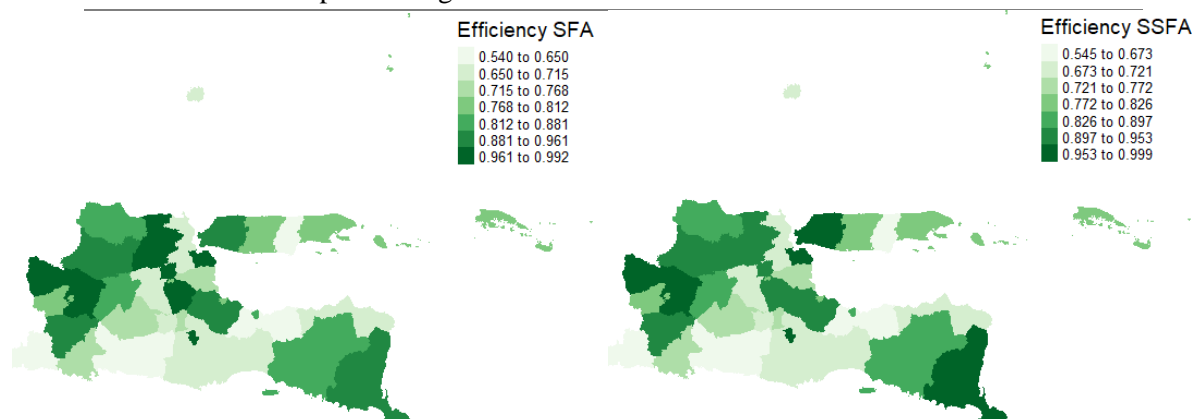 Efficiency SFA
0.540 to 0.650
0.650 to 0.715
0.715 to 0.768
0.768 to 0.812
0.812 to 0.881
0.881 to 0.961
0.961 to 0.992
Efficiency SSFA
0.545 to 0.673
0.673 to 0.721
0.721 to 0.772
0.772 to 0.826
0.826 to 0.897
0.897 to 0.953
0.953 to 0.999